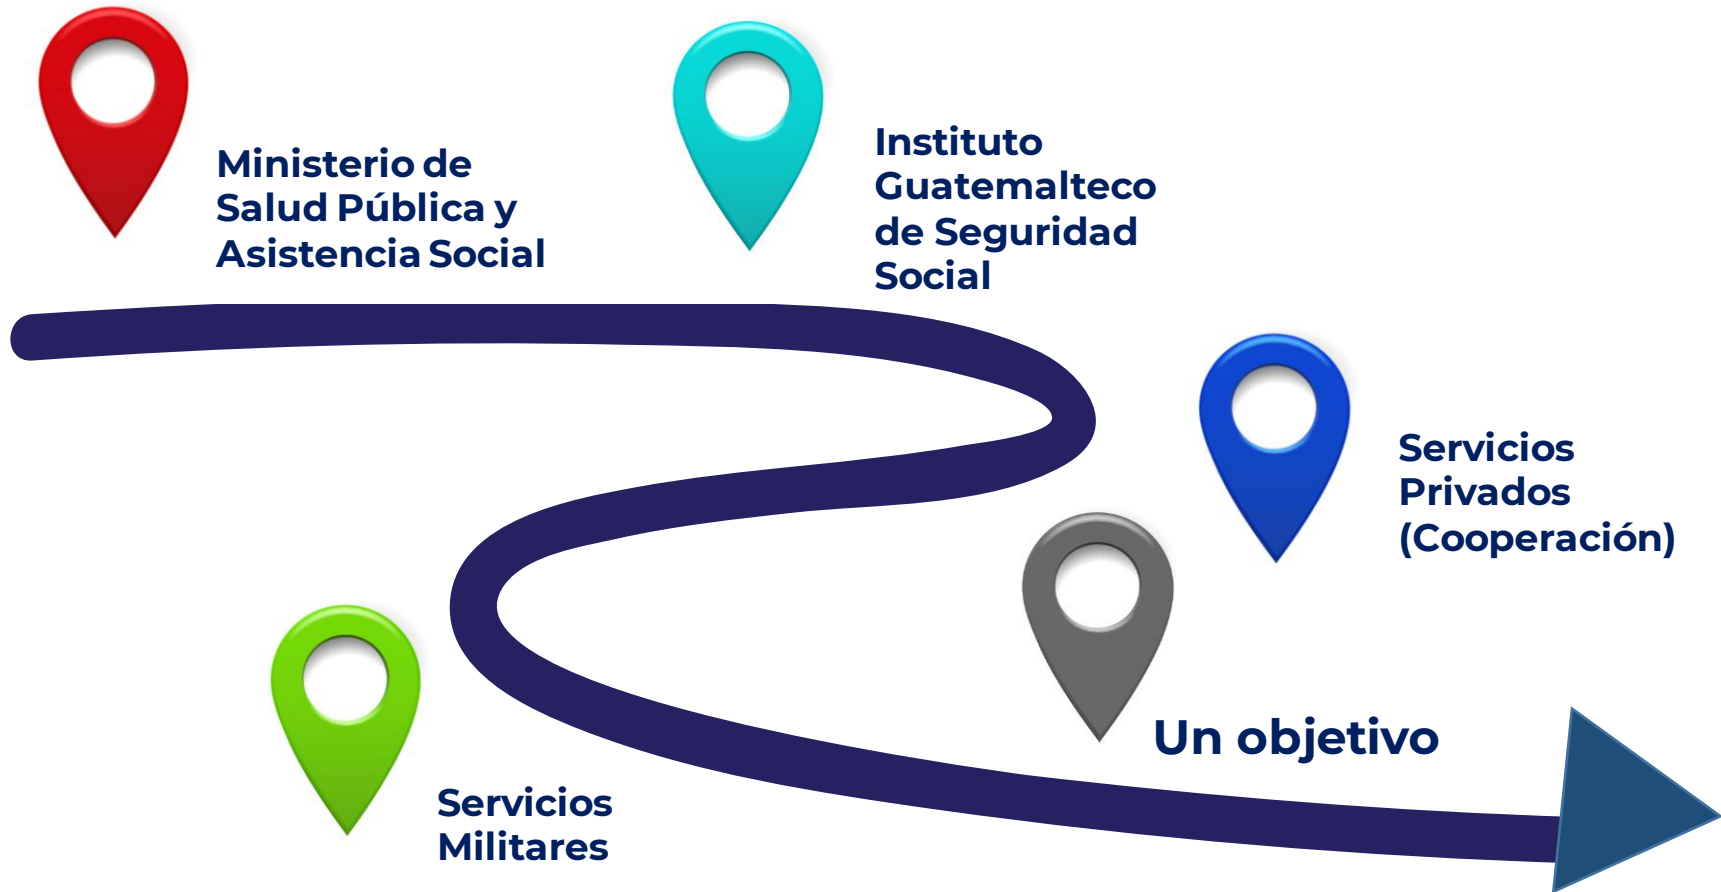 Ministerio de
Salud Pública y
Asistencia Social
Instituto
Guatemalteco
de Seguridad
Social
Servicios
Privados
(Cooperación)
Un objetivo
Servicios
Militares